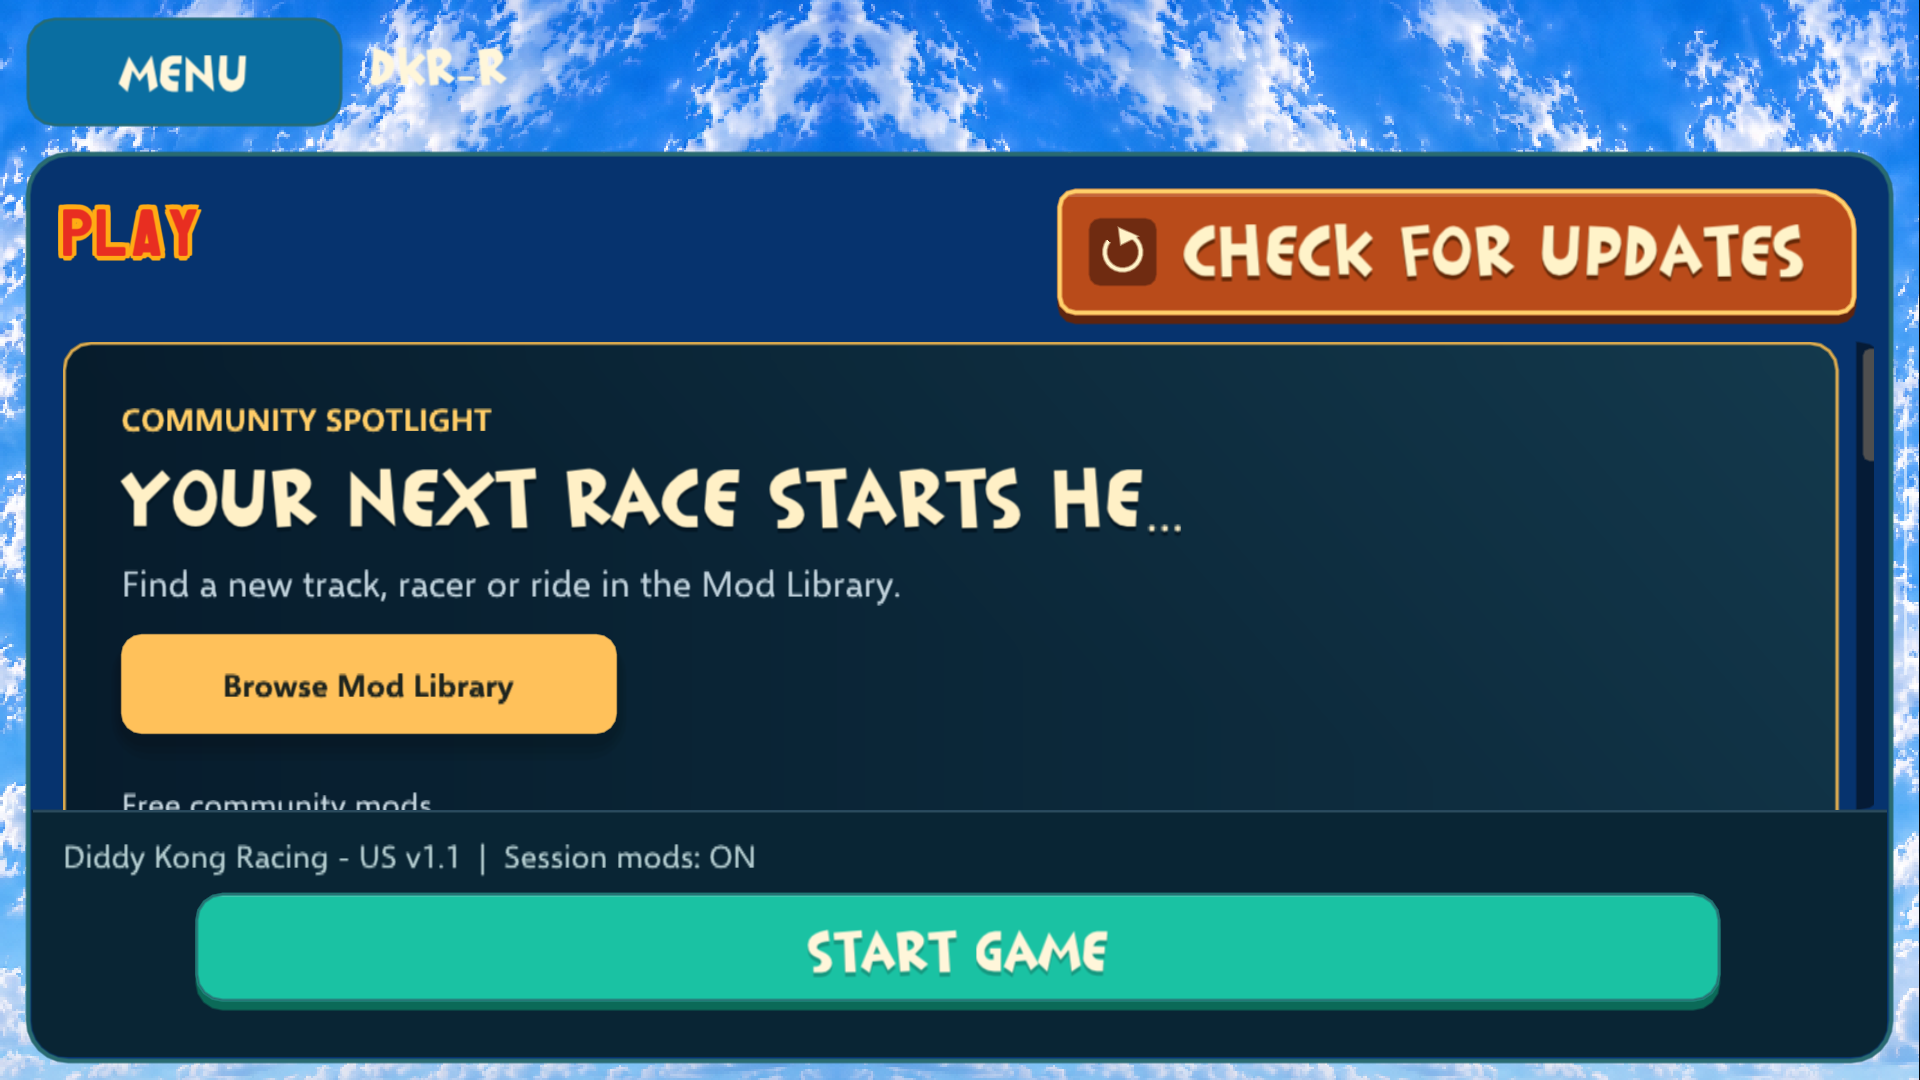 MENU
DKR-R
PLAY
CHECK FOR UPDATES
COMMUNITY SPOTLIGHT
YOUR NEXT RACE STARTS HE...
Find a new track, racer or ride in the Mod Library.
Browse Mod Library
Free community mods
Diddy Kong Racing - US v1.1 | Session mods: ON
START GAME